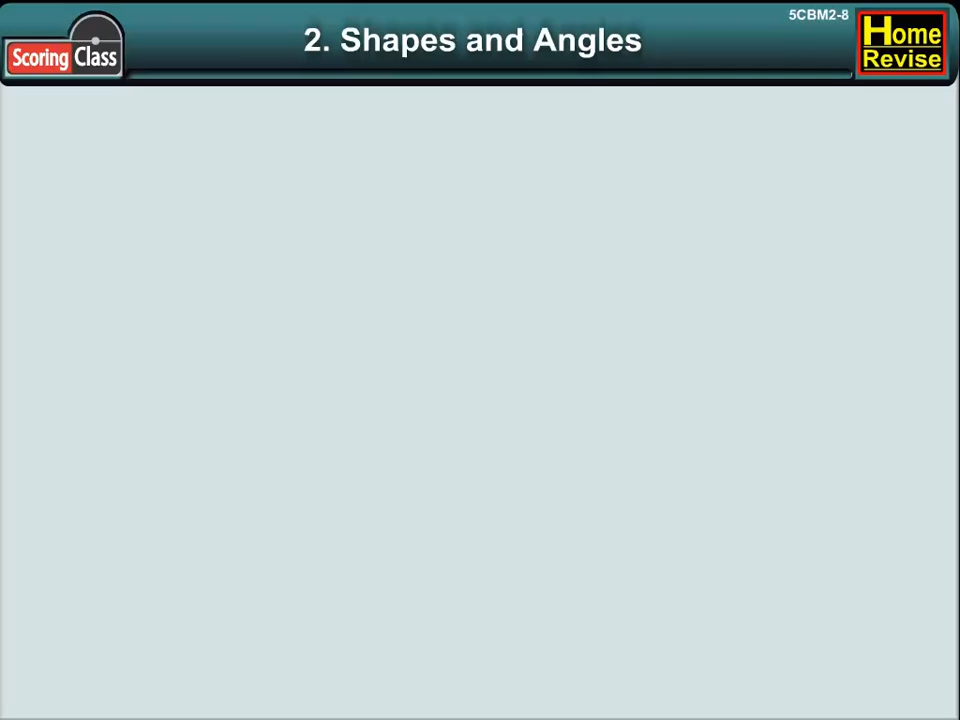 5CBM2-8
Scoring Class
2. Shapes and Angles
Home
Revise